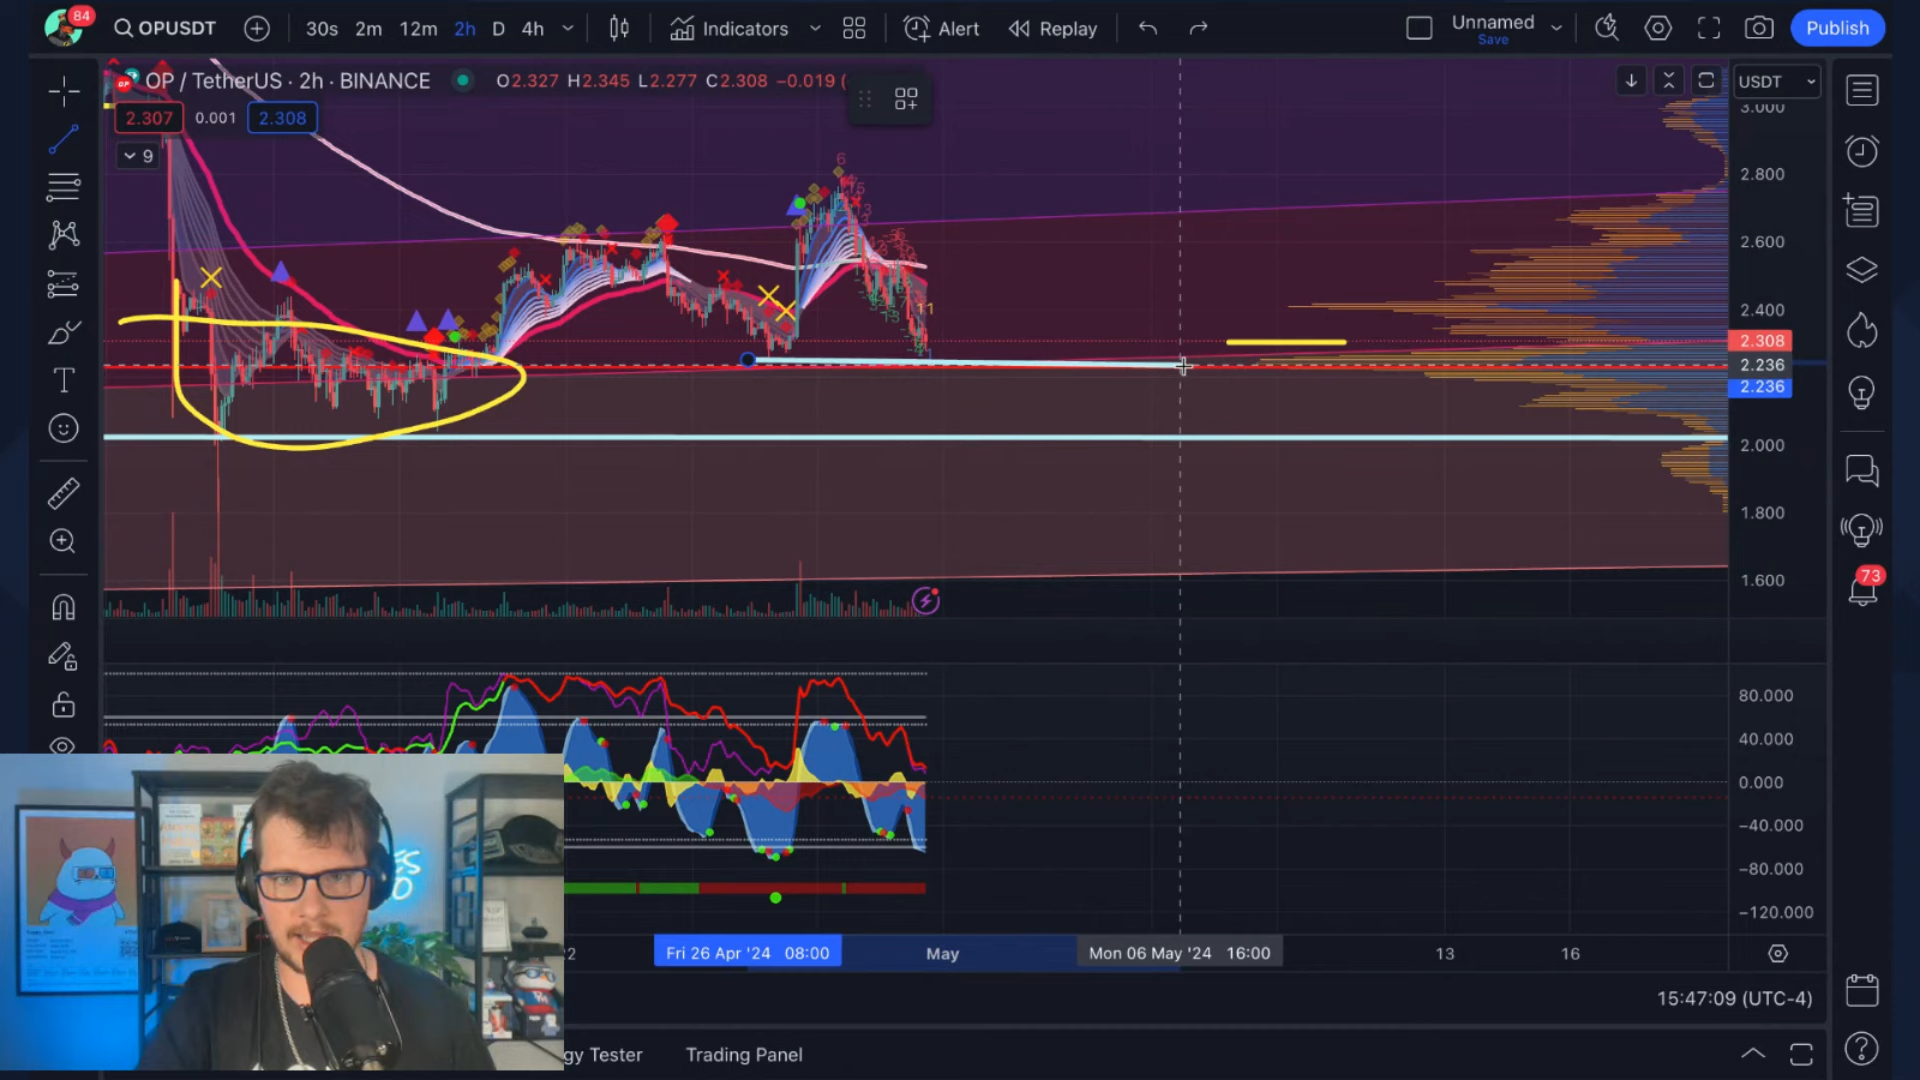 84
OPUSDT
30s 2m 12m 2h D 4h
Indicators
Alert
Replay
Unnamed
Save
Publish
OP / TetherUS · 2h · BINANCE
O2.327 H2.345 L2.277 C2.308 −0.019 (
USDT
2.307 0.001 2.308
9
3.000
2.800
2.600
2.400
2.308
2.236
2.236
2.000
1.800
1.600
6
11
73
80.000
40.000
0.000
−40.000
−80.000
−120.000
Fri 26 Apr '24 08:00
May
Mon 06 May '24 16:00
13
16
15:47:09 (UTC-4)
gy Tester
Trading Panel